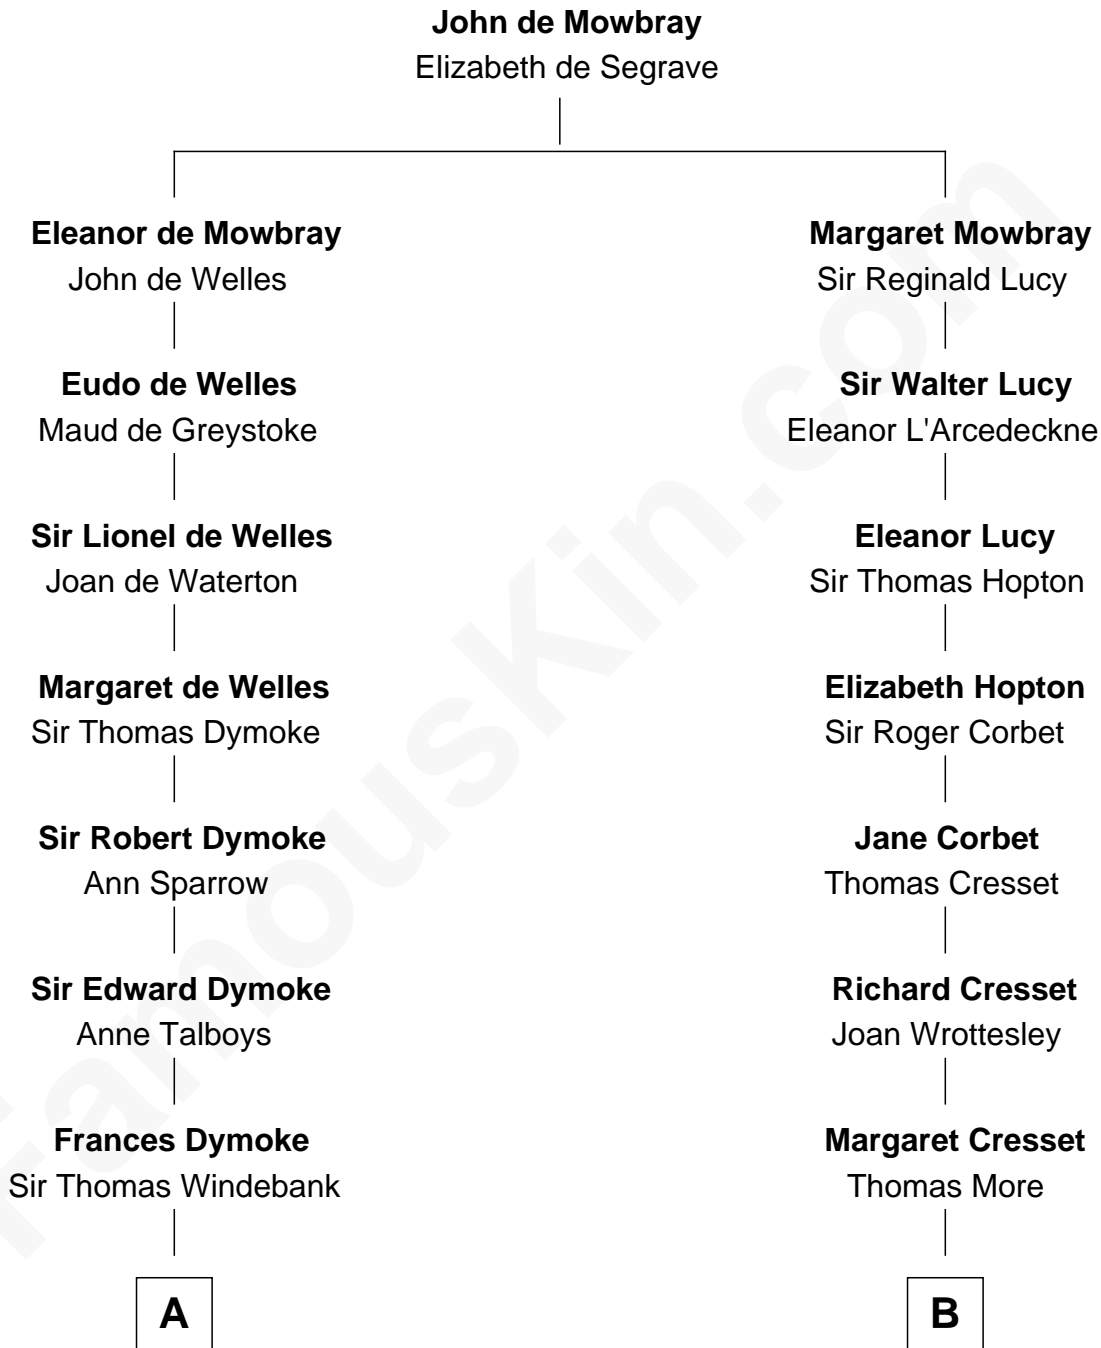 John de Mowbray
Elizabeth de Segrave
Eleanor de Mowbray
John de Welles
Margaret Mowbray
Sir Reginald Lucy
Eudo de Welles
Maud de Greystoke
Sir Walter Lucy
Eleanor L'Arcedeckne
Sir Lionel de Welles
Joan de Waterton
Eleanor Lucy
Sir Thomas Hopton
Margaret de Welles
Sir Thomas Dymoke
Elizabeth Hopton
Sir Roger Corbet
Sir Robert Dymoke
Ann Sparrow
Jane Corbet
Thomas Cresset
Sir Edward Dymoke
Anne Talboys
Richard Cresset
Joan Wrottesley
Frances Dymoke
Sir Thomas Windebank
Margaret Cresset
Thomas More
A
B
FamousKin.com